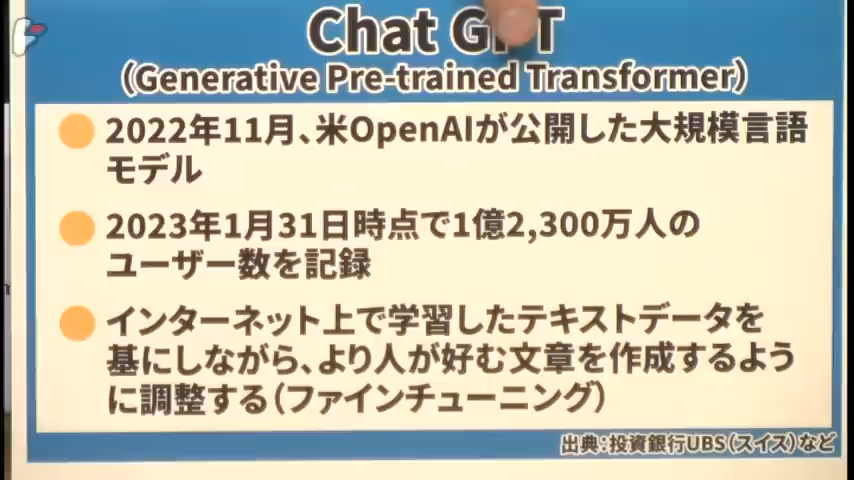 Chat GPT
(Generative Pre-trained Transformer)
2022年11月、米OpenAIが公開した大規模言語
モデル
2023年1月31日時点で1億2,300万人の
ユーザー数を記録
インターネット上で学習したテキストデータを
基にしながら、より人が好む文章を作成するよう
に調整する(ファインチューニング)
出典:投資銀行UBS(スイス)など